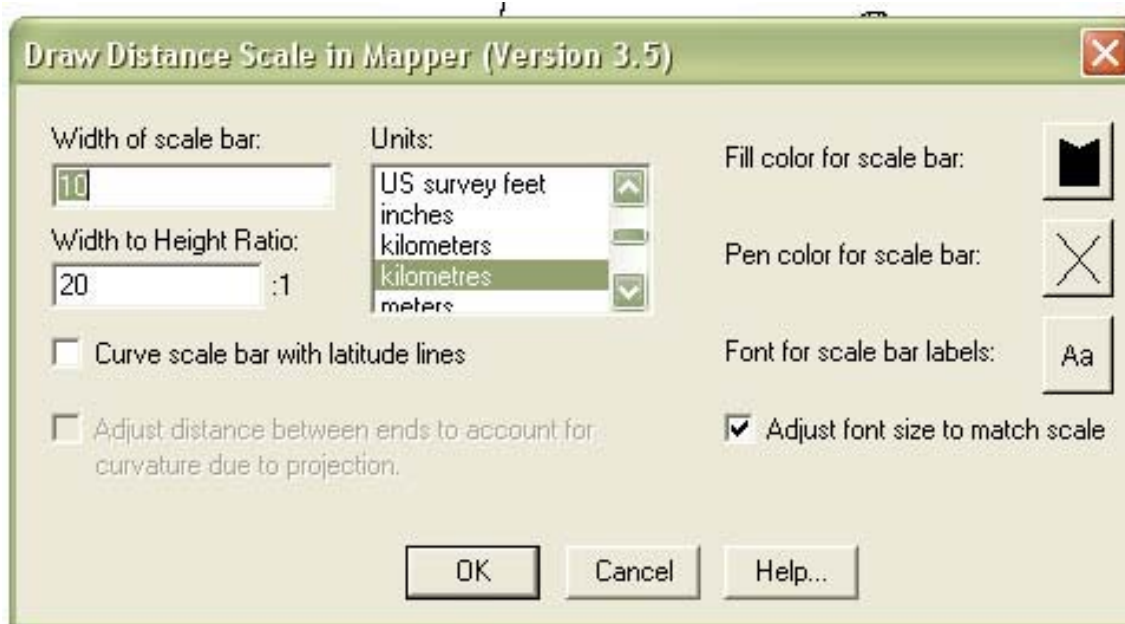 Draw Distance Scale in Mapper (Version 3.5)
Width of scale bar:
10
Width to Height Ratio:
20 :1
Units:
US survey feet
inches
kilometers
kilometres
meters
Curve scale bar with latitude lines
Adjust distance between ends to account for
curvature due to projection.
Fill color for scale bar:
Pen color for scale bar:
Font for scale bar labels:
Aa
Adjust font size to match scale
OK
Cancel
Help...